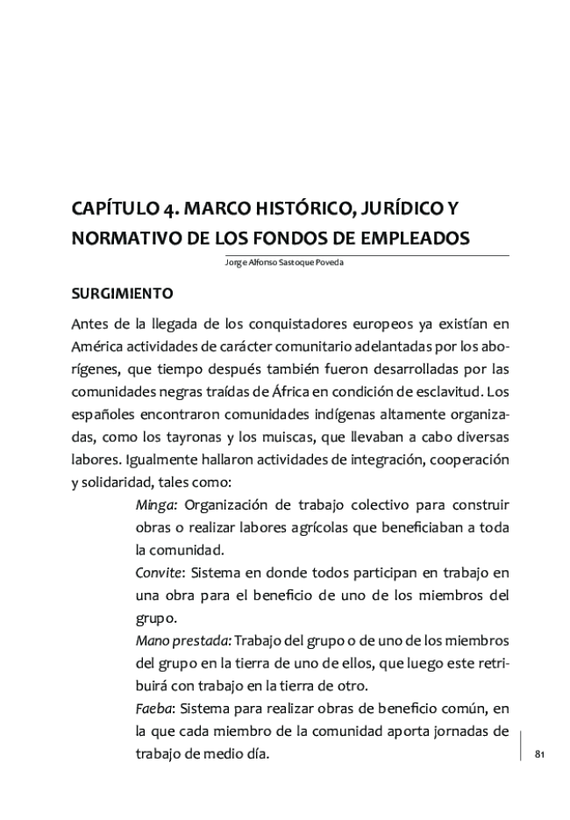 CAPÍTULO 4. MARCO HISTÓRICO, JURÍDICO Y
NORMATIVO DE LOS FONDOS DE EMPLEADOS
Jorge Alfonso Sastoque Poveda
SURGIMIENTO
Antes de la llegada de los conquistadores europeos ya existían en
América actividades de carácter comunitario adelantadas por los abo-
rígenes, que tiempo después también fueron desarrolladas por las
comunidades negras traídas de África en condición de esclavitud. Los
españoles encontraron comunidades indígenas altamente organiza-
das, como los tayronas y los muiscas, que llevaban a cabo diversas
labores. Igualmente hallaron actividades de integración, cooperación
y solidaridad, tales como:
Minga: Organización de trabajo colectivo para construir
obras o realizar labores agrícolas que beneficiaban a toda
la comunidad.
Convite: Sistema en donde todos participan en trabajo en
una obra para el beneficio de uno de los miembros del
grupo.
Mano prestada: Trabajo del grupo o de uno de los miembros
del grupo en la tierra de uno de ellos, que luego este retri-
buirá con trabajo en la tierra de otro.
Faeba: Sistema para realizar obras de beneficio común, en
la que cada miembro de la comunidad aporta jornadas de
trabajo de medio día.
81